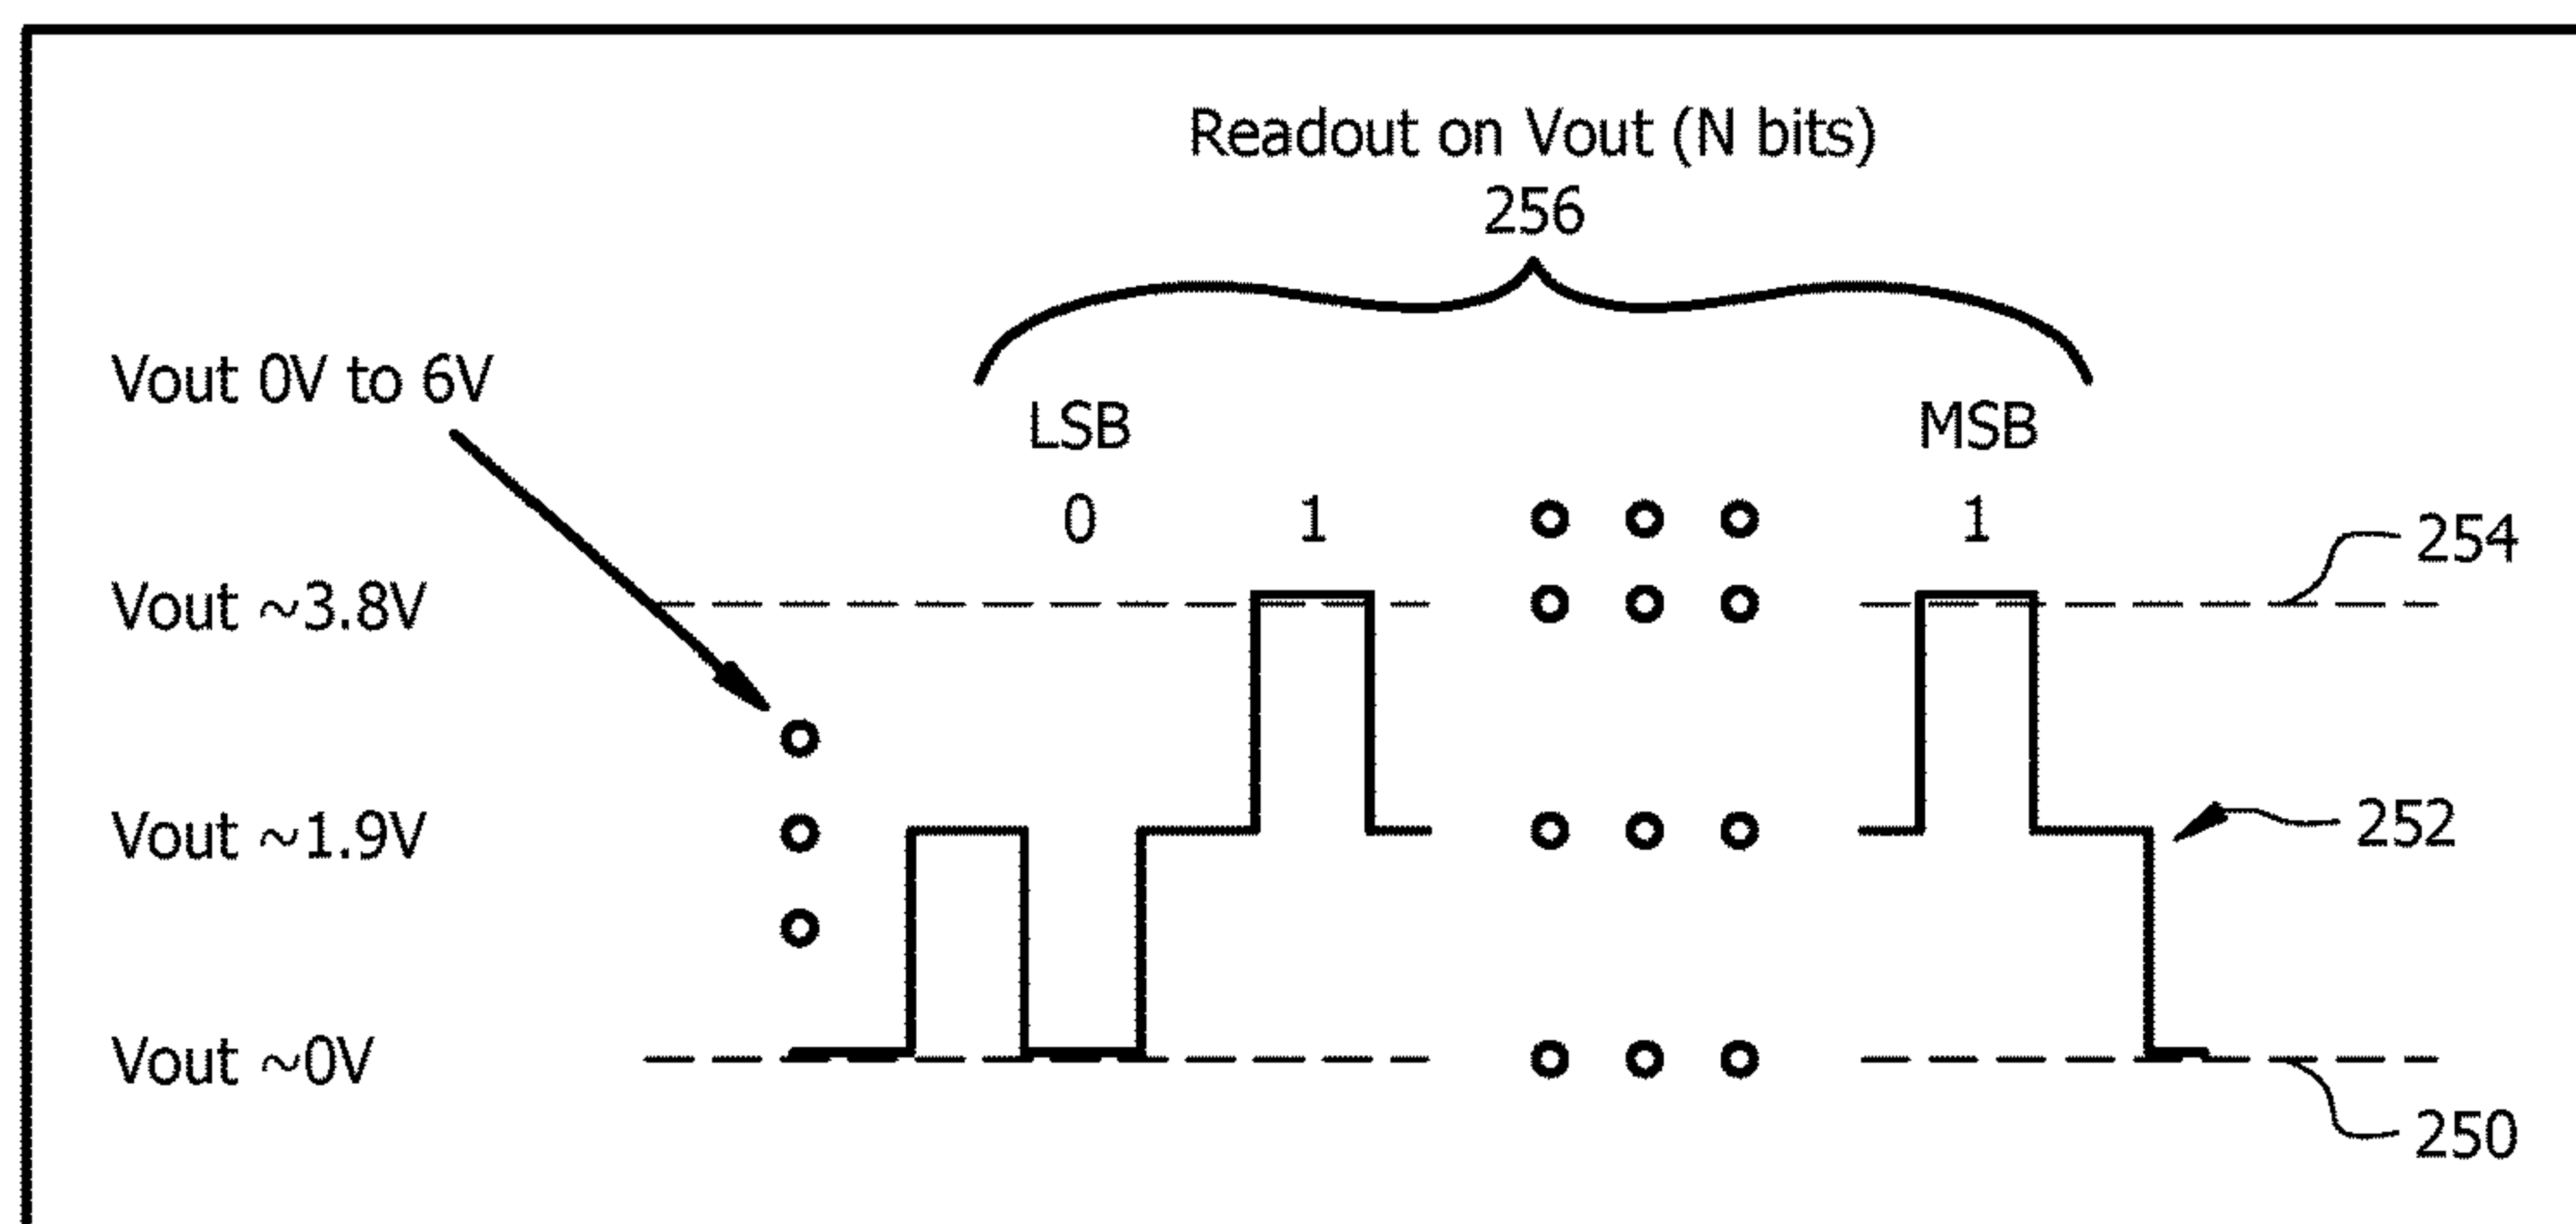 Readout on Vout (N bits)
256
Vout 0V to 6V
LSB MSB
0 1 1
254
Vout ~3.8V
Vout ~1.9V
252
Vout ~0V
250